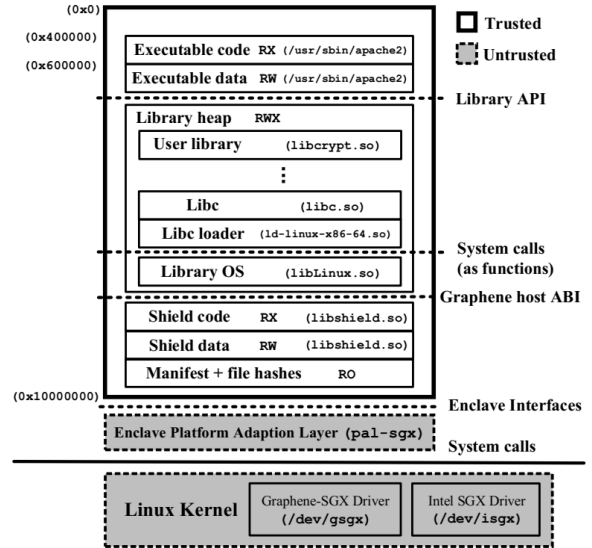 (0x0)
Trusted
(0x400000)
Executable code RX (/usr/sbin/apache2)
Untrusted
(0x600000)
Executable data RW (/usr/sbin/apache2)
Library API
Library heap RWX
User library (libcrypt.so)
⋮
Libc (libc.so)
Libc loader (ld-linux-x86-64.so)
System calls
(as functions)
Library OS (libLinux.so)
Graphene host ABI
Shield code RX (libshield.so)
Shield data RW (libshield.so)
Manifest + file hashes RO
(0x10000000)
Enclave Interfaces
Enclave Platform Adaption Layer (pal-sgx)
System calls
Linux Kernel
Graphene-SGX Driver
(/dev/gsgx)
Intel SGX Driver
(/dev/isgx)